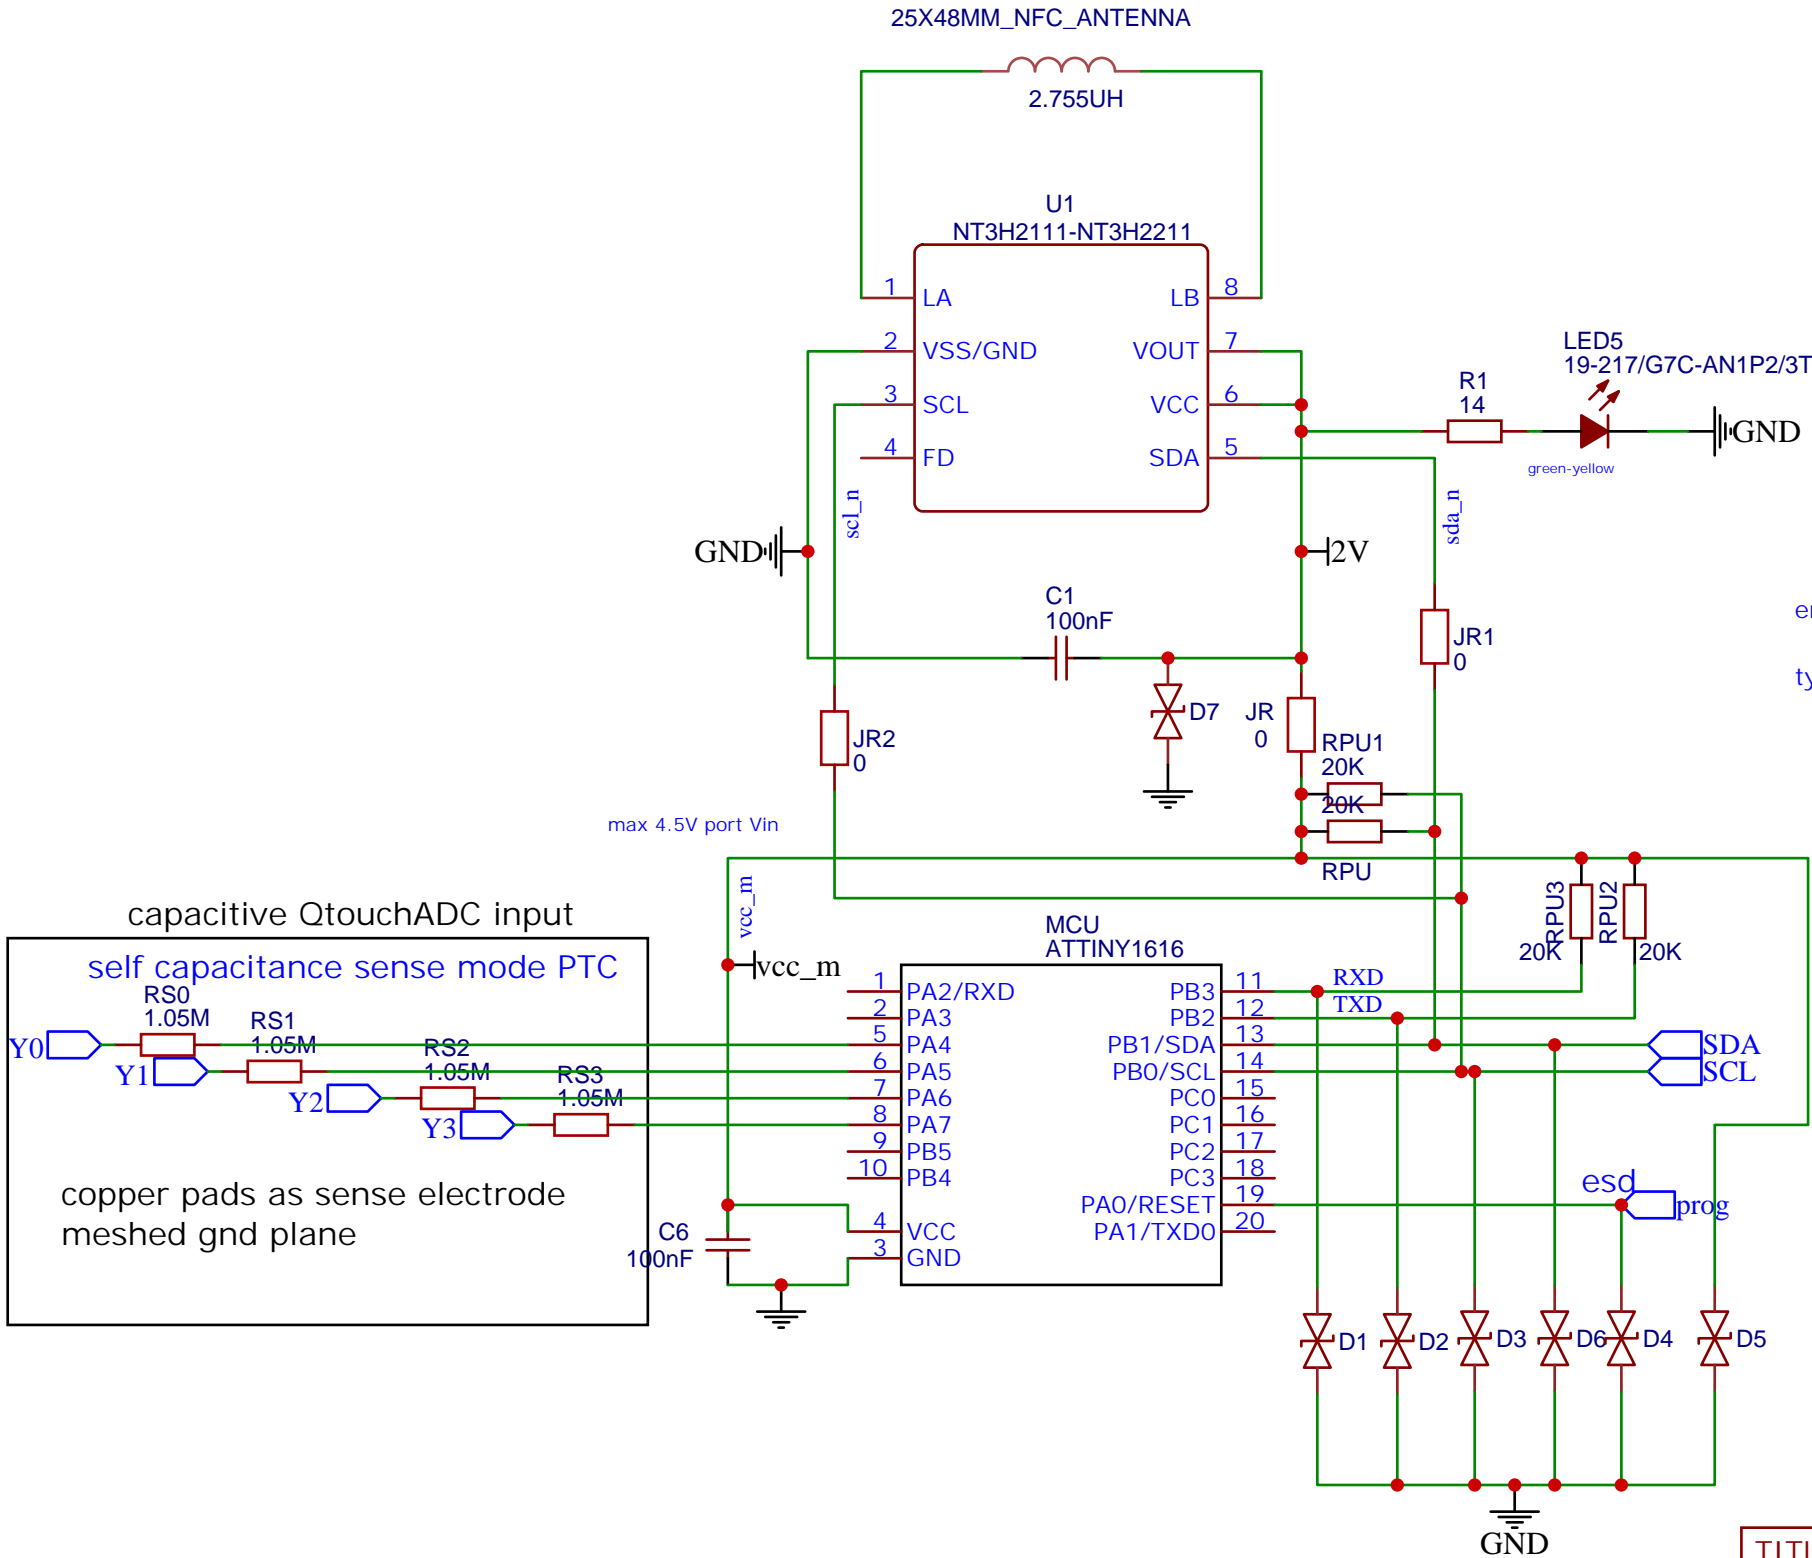 25X48MM_NFC_ANTENNA
2.755UH
U1
NT3H2111-NT3H2211
1
LA
2
VSS/GND
3
SCL
4
FD
8
LB
7
VOUT
6
VCC
5
SDA
scl_n
sda_n
R1
14
LED5
19-217/G7C-AN1P2/3T
green-yellow
GND
GND
2V
C1
100nF
D7
JR
0
JR1
0
JR2
0
RPU1
20K
20K
RPU
max 4.5V port Vin
vcc_m
vcc_m
RPU3
20K
RPU2
20K
capacitive QtouchADC input
self capacitance sense mode PTC
RS0
1.05M
RS1
1.05M
RS2
1.05M
RS3
1.05M
Y0
Y1
Y2
Y3
copper pads as sense electrode
meshed gnd plane
C6
100nF
MCU
ATTINY1616
1
PA2/RXD
2
PA3
5
PA4
6
PA5
7
PA6
8
PA7
9
PB5
10
PB4
4
VCC
3
GND
11
PB3
12
PB2
13
PB1/SDA
14
PB0/SCL
15
PC0
16
PC1
17
PC2
18
PC3
19
PA0/RESET
20
PA1/TXD0
RXD
TXD
SDA
SCL
esd
prog
D1
D2
D3
D6
D4
D5
GND